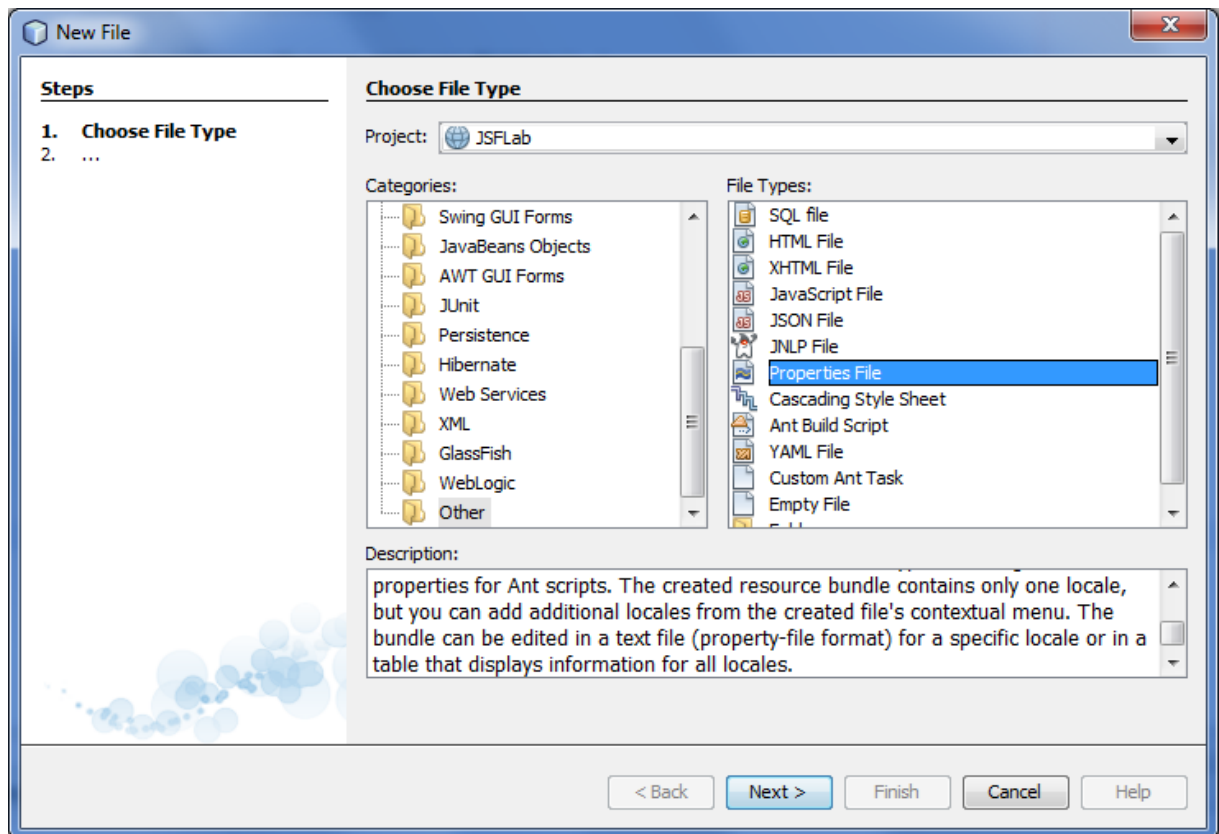 New File
X
Steps
1. Choose File Type
2. ...
Choose File Type
Project: JSFLab
Categories:
Swing GUI Forms
JavaBeans Objects
AWT GUI Forms
JUnit
Persistence
Hibernate
Web Services
XML
GlassFish
WebLogic
Other
File Types:
SQL file
HTML File
XHTML File
JavaScript File
JSON File
JNLP File
Properties File
Cascading Style Sheet
Ant Build Script
YAML File
Custom Ant Task
Empty File
Description:
properties for Ant scripts. The created resource bundle contains only one locale,
but you can add additional locales from the created file's contextual menu. The
bundle can be edited in a text file (property-file format) for a specific locale or in a
table that displays information for all locales.
< Back Next > Finish Cancel Help